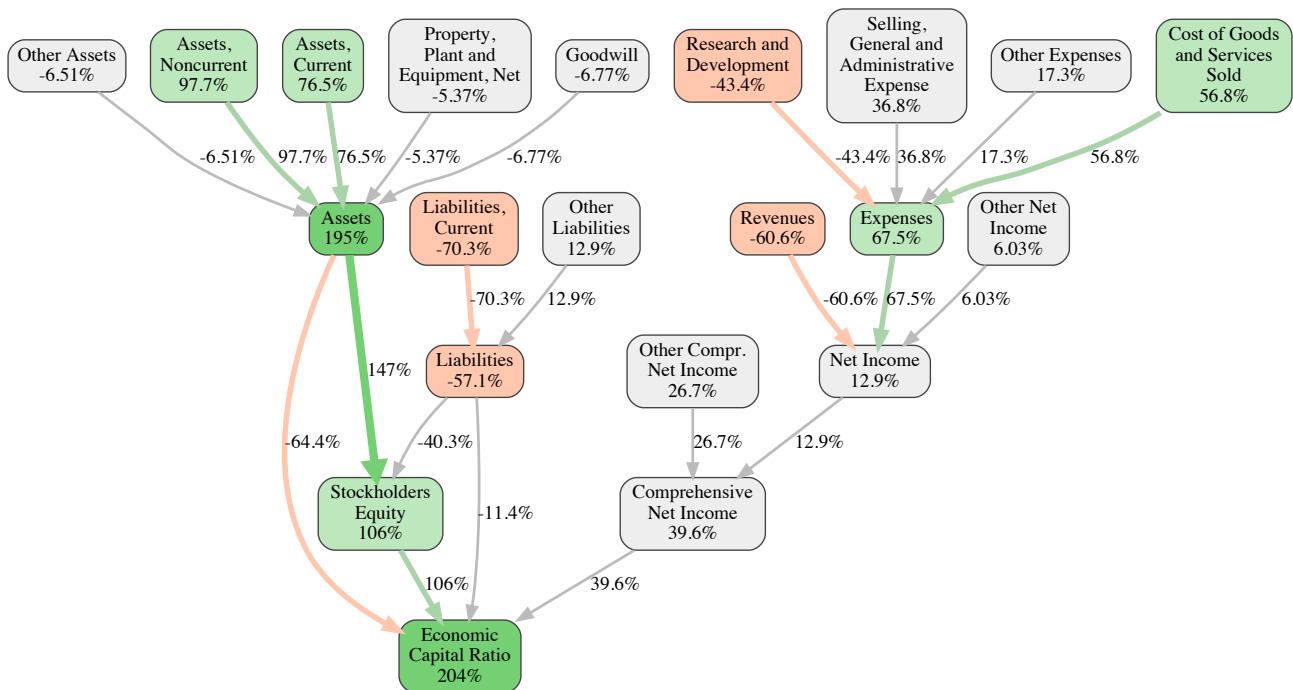 Other Assets
-6.51%
Assets,
Noncurrent
97.7%
Assets,
Current
76.5%
Property,
Plant and
Equipment, Net
-5.37%
Goodwill
-6.77%
Research and
Development
-43.4%
Selling,
General and
Administrative
Expense
36.8%
Other Expenses
17.3%
Cost of Goods
and Services
Sold
56.8%
-6.51%
97.7%
76.5%
-5.37%
-6.77%
-43.4%
36.8%
17.3%
56.8%
Assets
195%
Liabilities,
Current
-70.3%
Other
Liabilities
12.9%
Revenues
-60.6%
Expenses
67.5%
Other Net
Income
6.03%
-70.3%
12.9%
-60.6%
67.5%
6.03%
147%
Liabilities
-57.1%
Other Compr.
Net Income
26.7%
Net Income
12.9%
-64.4%
-40.3%
26.7%
12.9%
Stockholders
Equity
106%
-11.4%
Comprehensive
Net Income
39.6%
106%
39.6%
Economic
Capital Ratio
204%